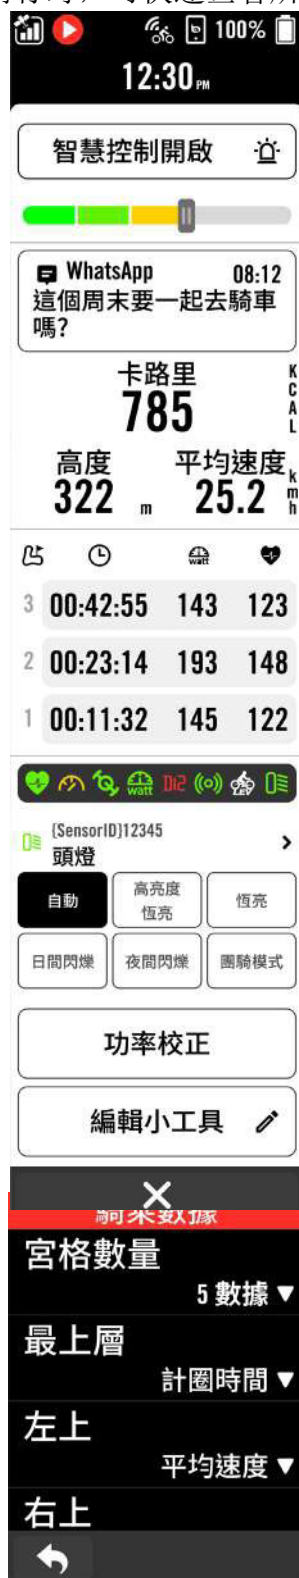 100%
12:30 PM
智慧控制開啟
WhatsApp 08:12
這個周末要一起去騎車
嗎?
卡路里
785 KCAL
高度 平均速度
322 m 25.2 kmh
watt
3 00:42:55 143 123
2 00:23:14 193 148
1 00:11:32 145 122
watt Di2 LEV
{SensorID}12345
頭燈
自動 高亮度恆亮 恆亮
日間閃爍 夜間閃爍 團騎模式
功率校正
編輯小工具
宮格數量
5 數據
最上層
計圈時間
左上
平均速度
右上